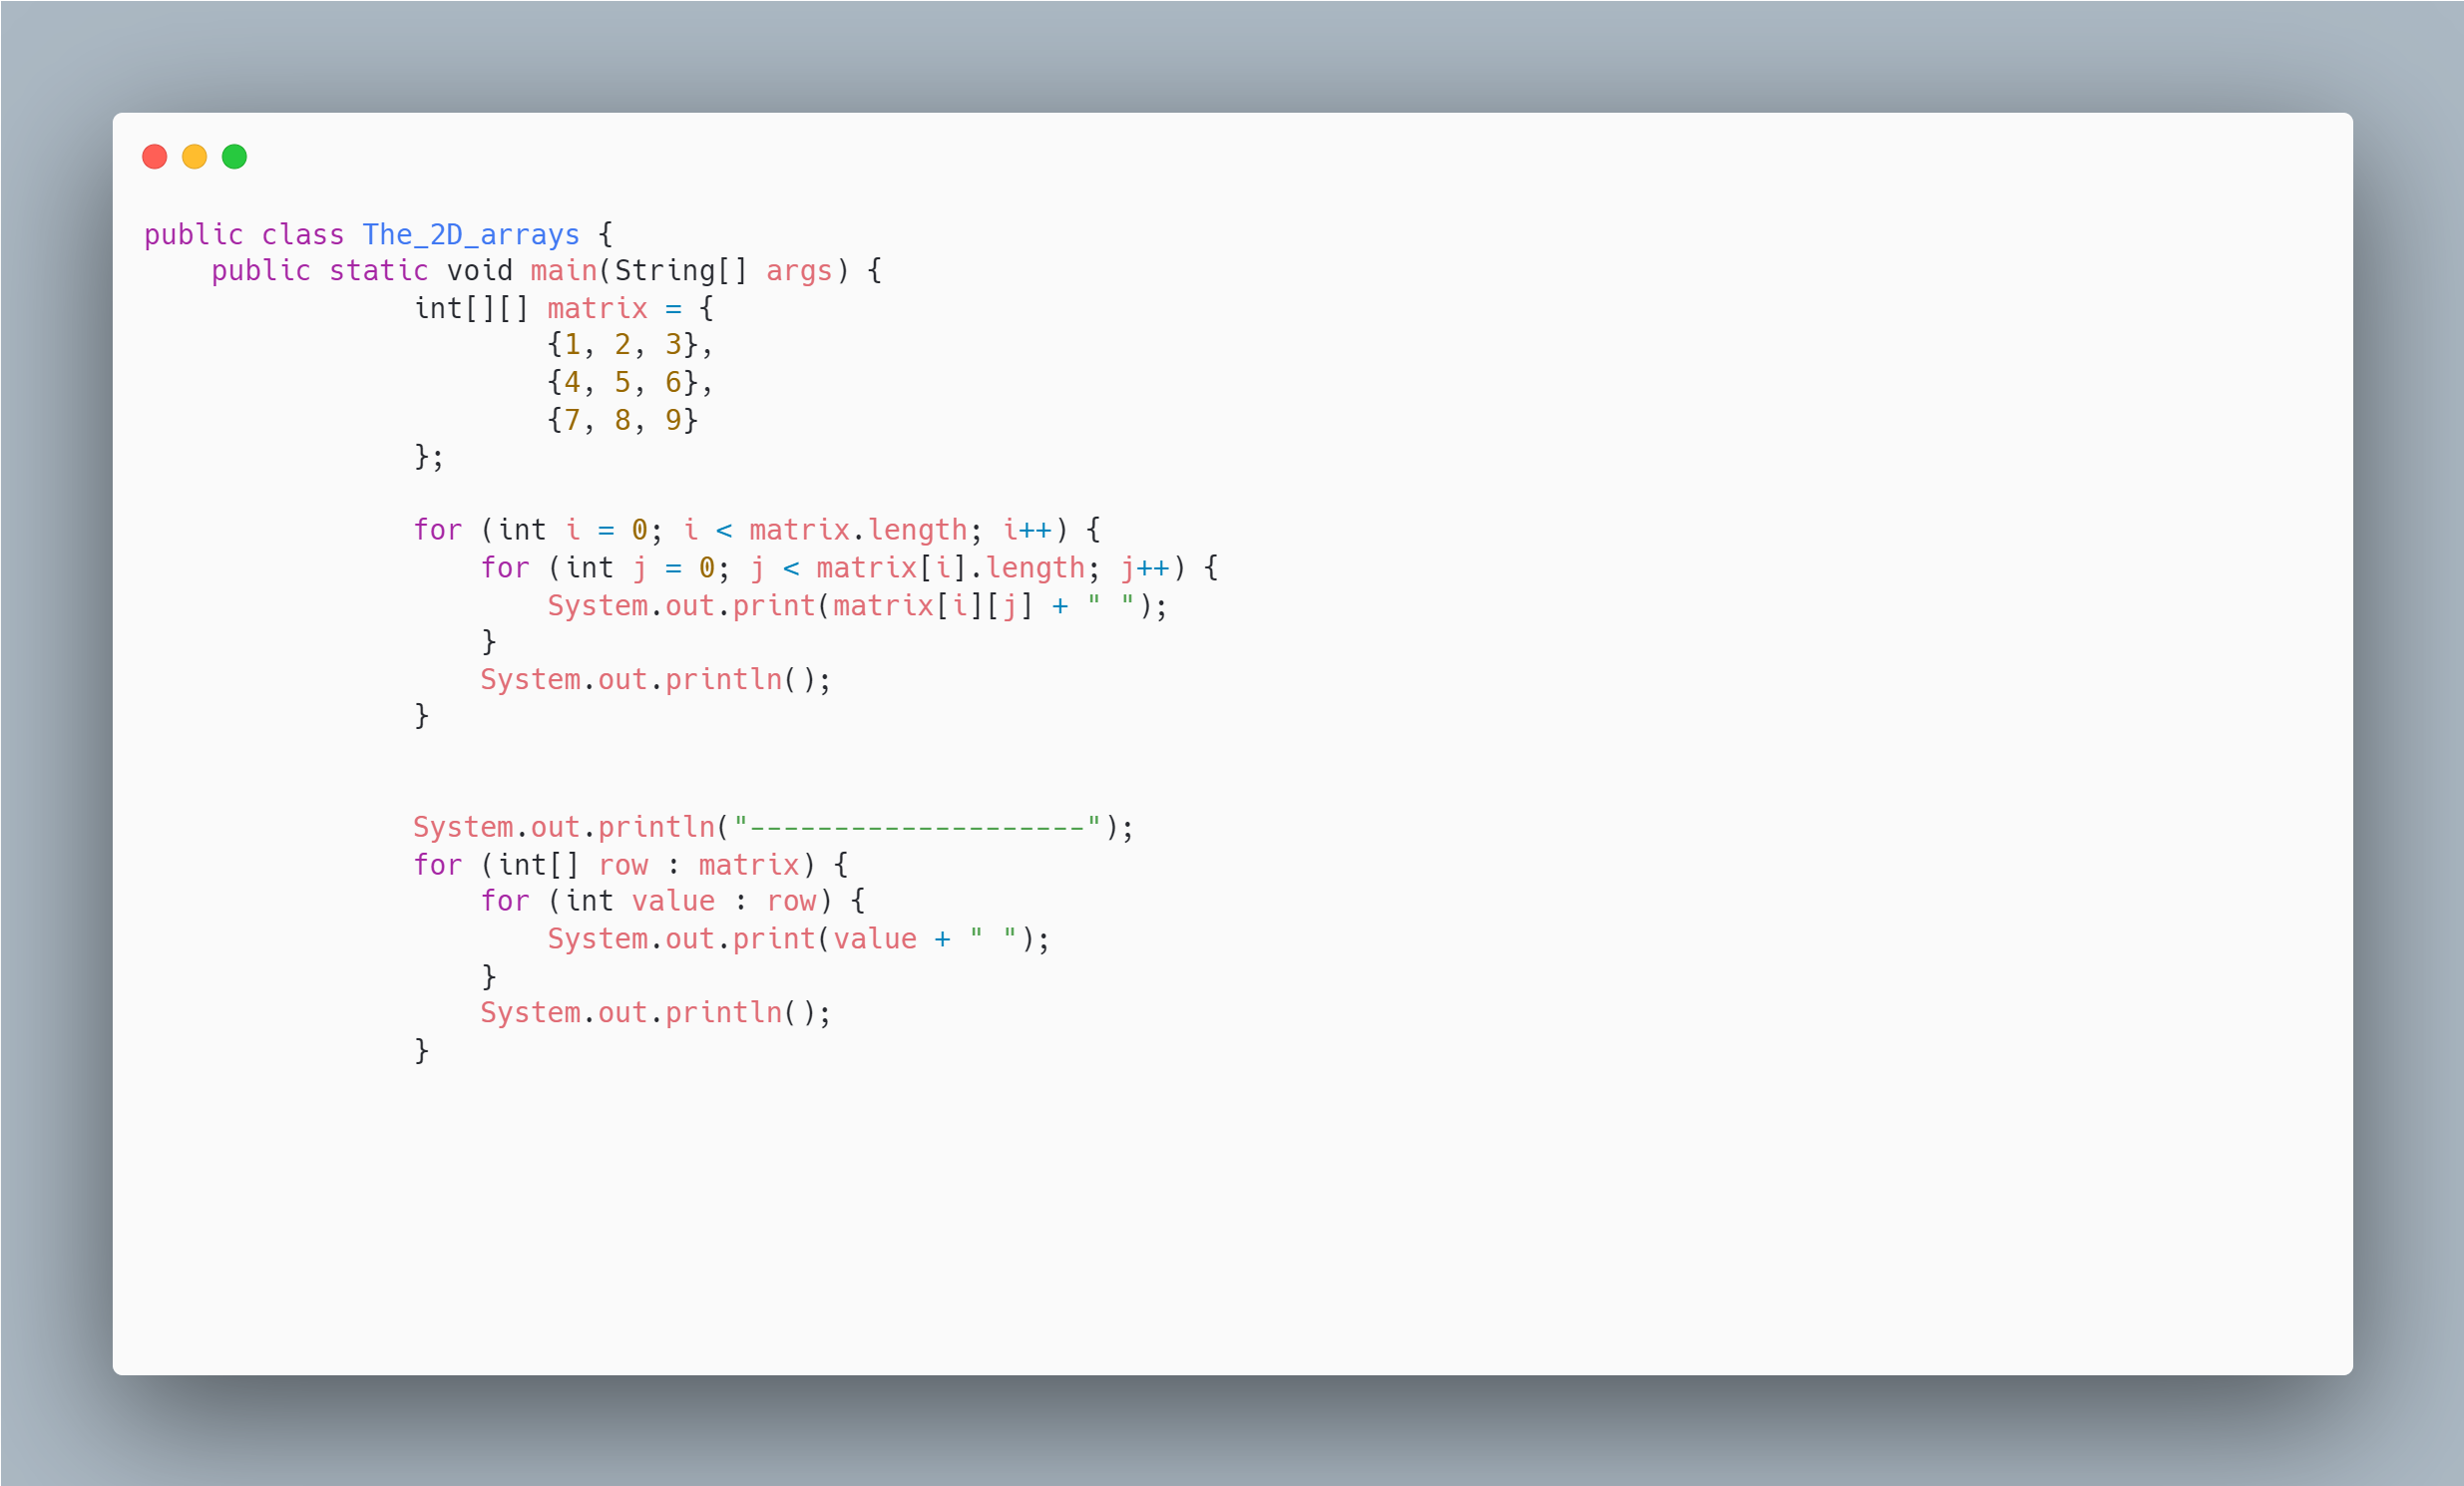 public class The_2D_arrays {
    public static void main(String[] args) {
                int[][] matrix = {
                        {1, 2, 3},
                        {4, 5, 6},
                        {7, 8, 9}
                };

                for (int i = 0; i < matrix.length; i++) {
                    for (int j = 0; j < matrix[i].length; j++) {
                        System.out.print(matrix[i][j] + " ");
                    }
                    System.out.println();
                }


                System.out.println("--------------------");
                for (int[] row : matrix) {
                    for (int value : row) {
                        System.out.print(value + " ");
                    }
                    System.out.println();
                }